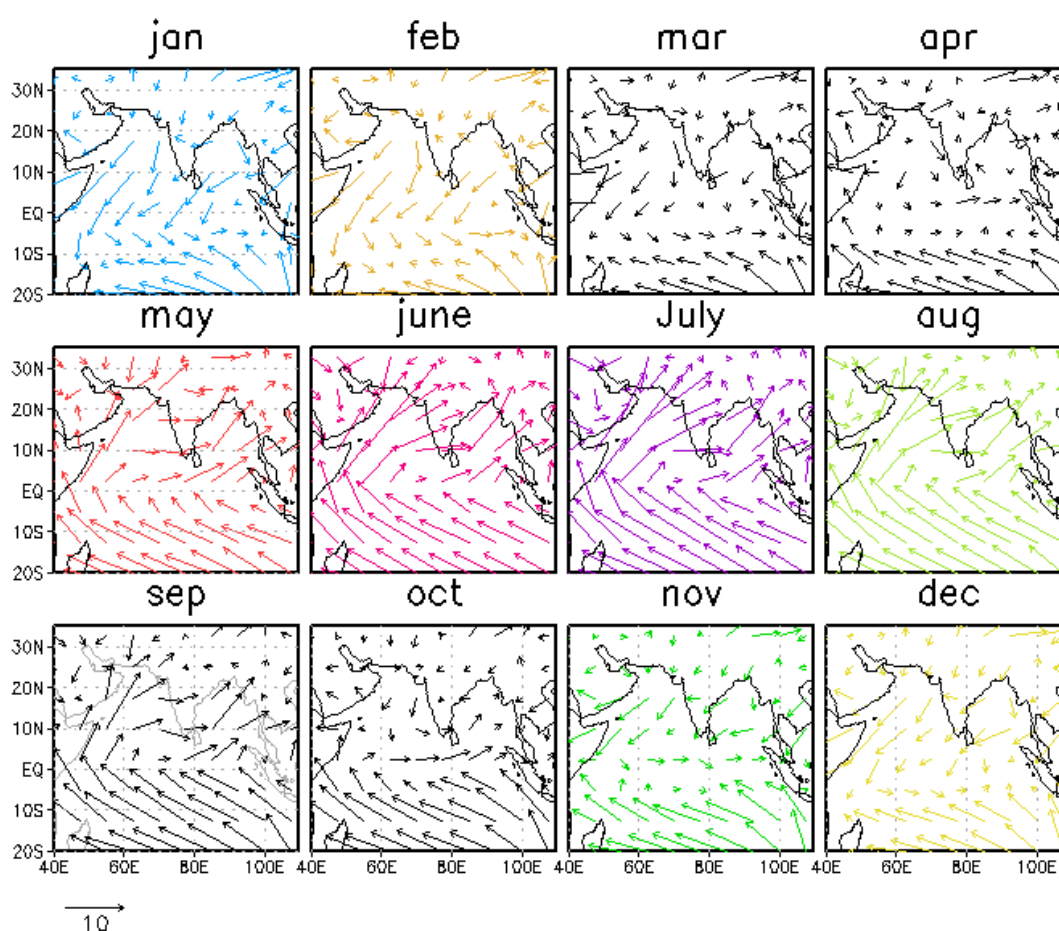 jan feb mar apr
30N
20N
10N
EQ
10S
20S
may june July aug
30N
20N
10N
EQ
10S
20S
sep oct nov dec
30N
20N
10N
EQ
10S
20S
40E 60E 80E 100E 40E 60E 80E 100E 40E 60E 80E 100E 40E 60E 80E 100E
10